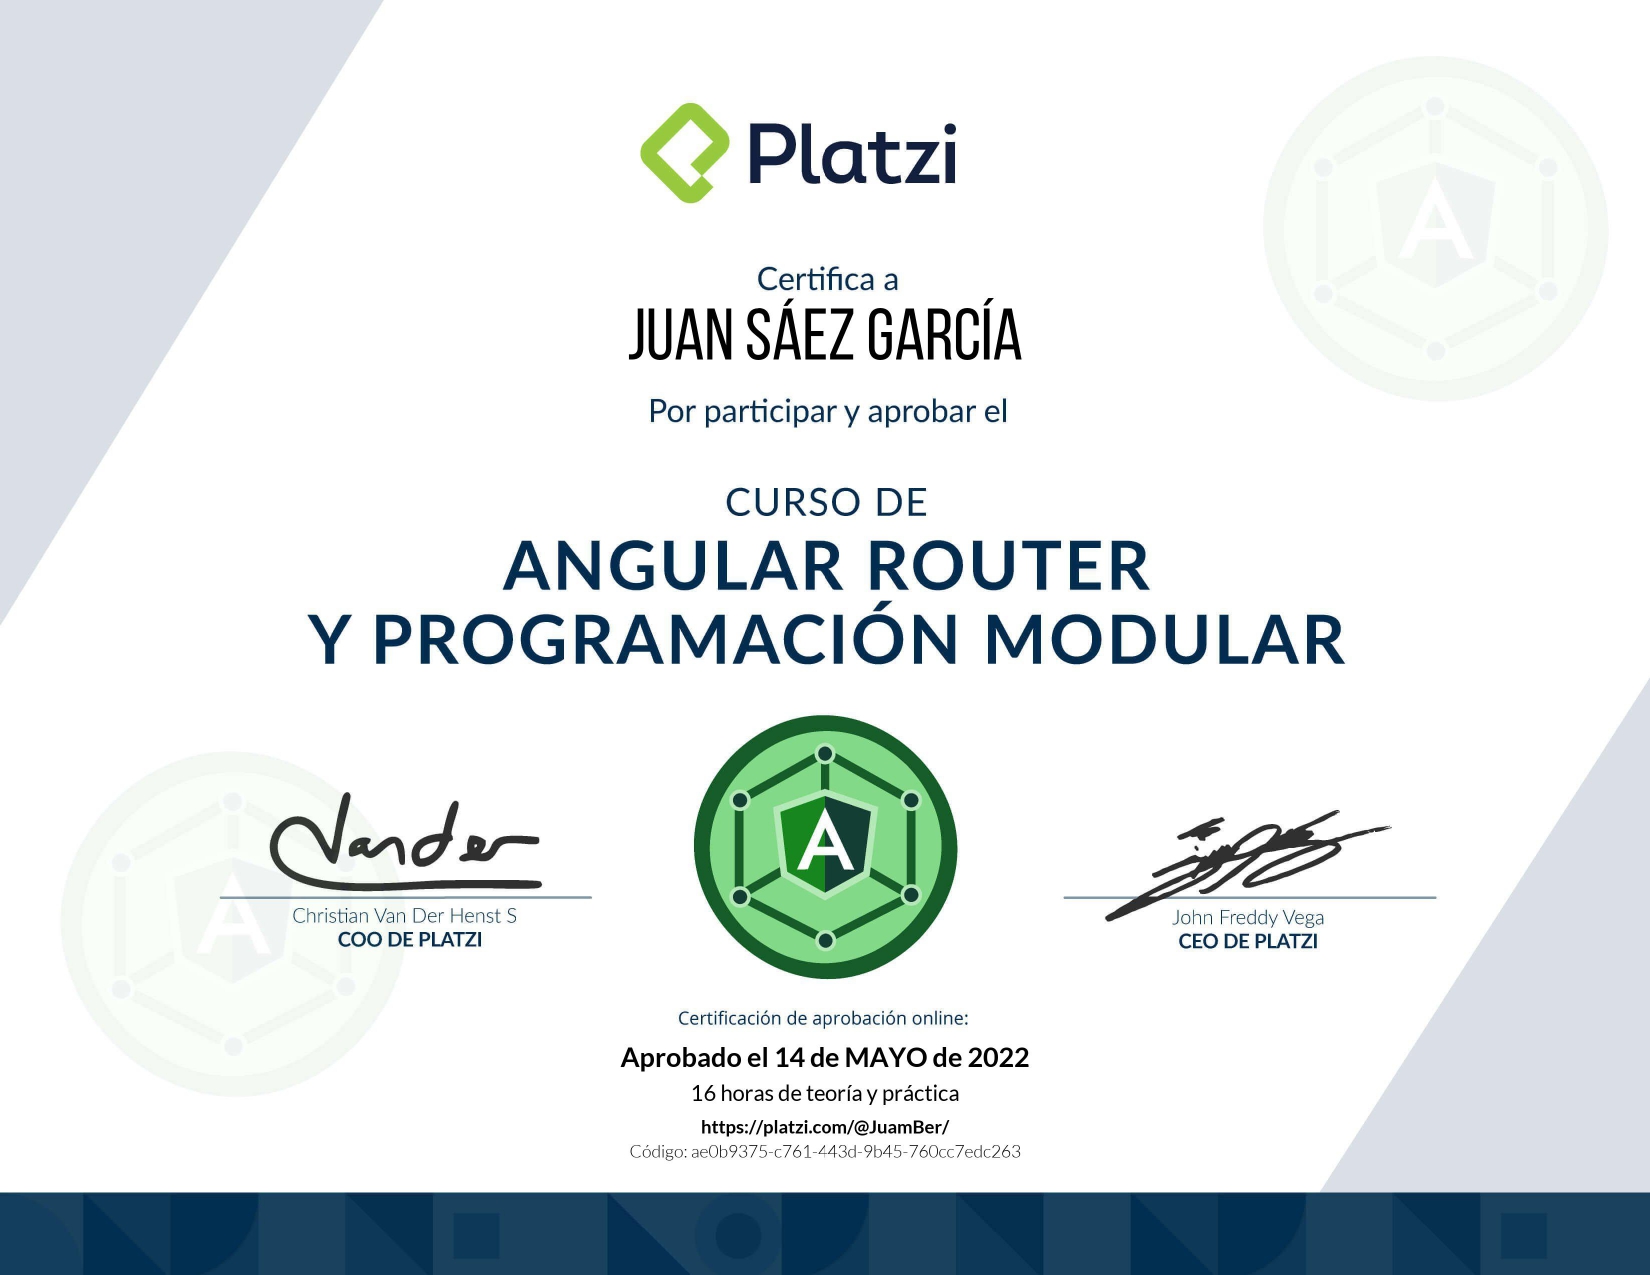 Platzi
Certifica a
JUAN SÁEZ GARCÍA
Por participar y aprobar el
CURSO DE
ANGULAR ROUTER
Y PROGRAMACIÓN MODULAR
Vander
Christian Van Der Henst S
COO DE PLATZI
A
John Freddy Vega
CEO DE PLATZI
Certificación de aprobación online:
Aprobado el 14 de MAYO de 2022
16 horas de teoría y práctica
https://platzi.com/@JuamBer/
Código: ae0b9375-c761-443d-9b45-760cc7edc263